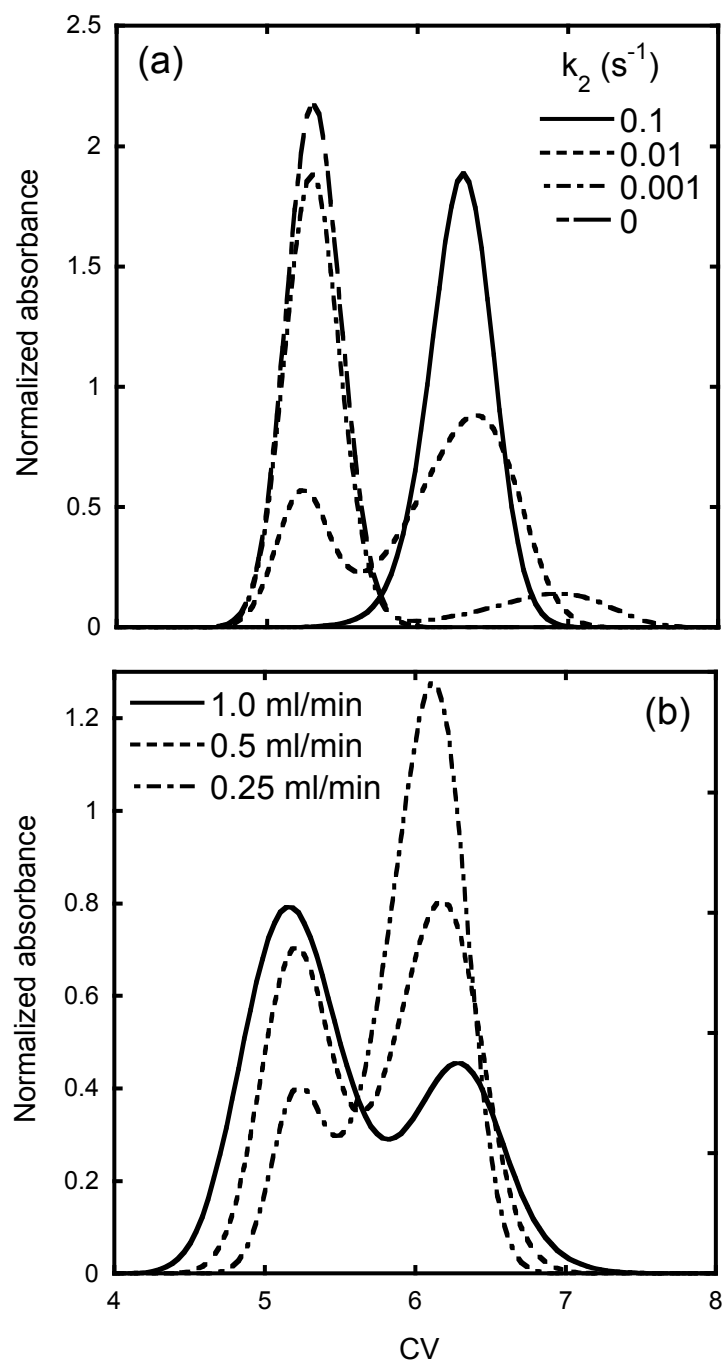 (a)
k2 (s-1)
0.1
0.01
0.001
0
2.5
2
1.5
1
0.5
0
Normalized absorbance
(b)
1.0 ml/min
0.5 ml/min
0.25 ml/min
1.2
1
0.8
0.6
0.4
0.2
0
Normalized absorbance
4 5 6 7 8
CV